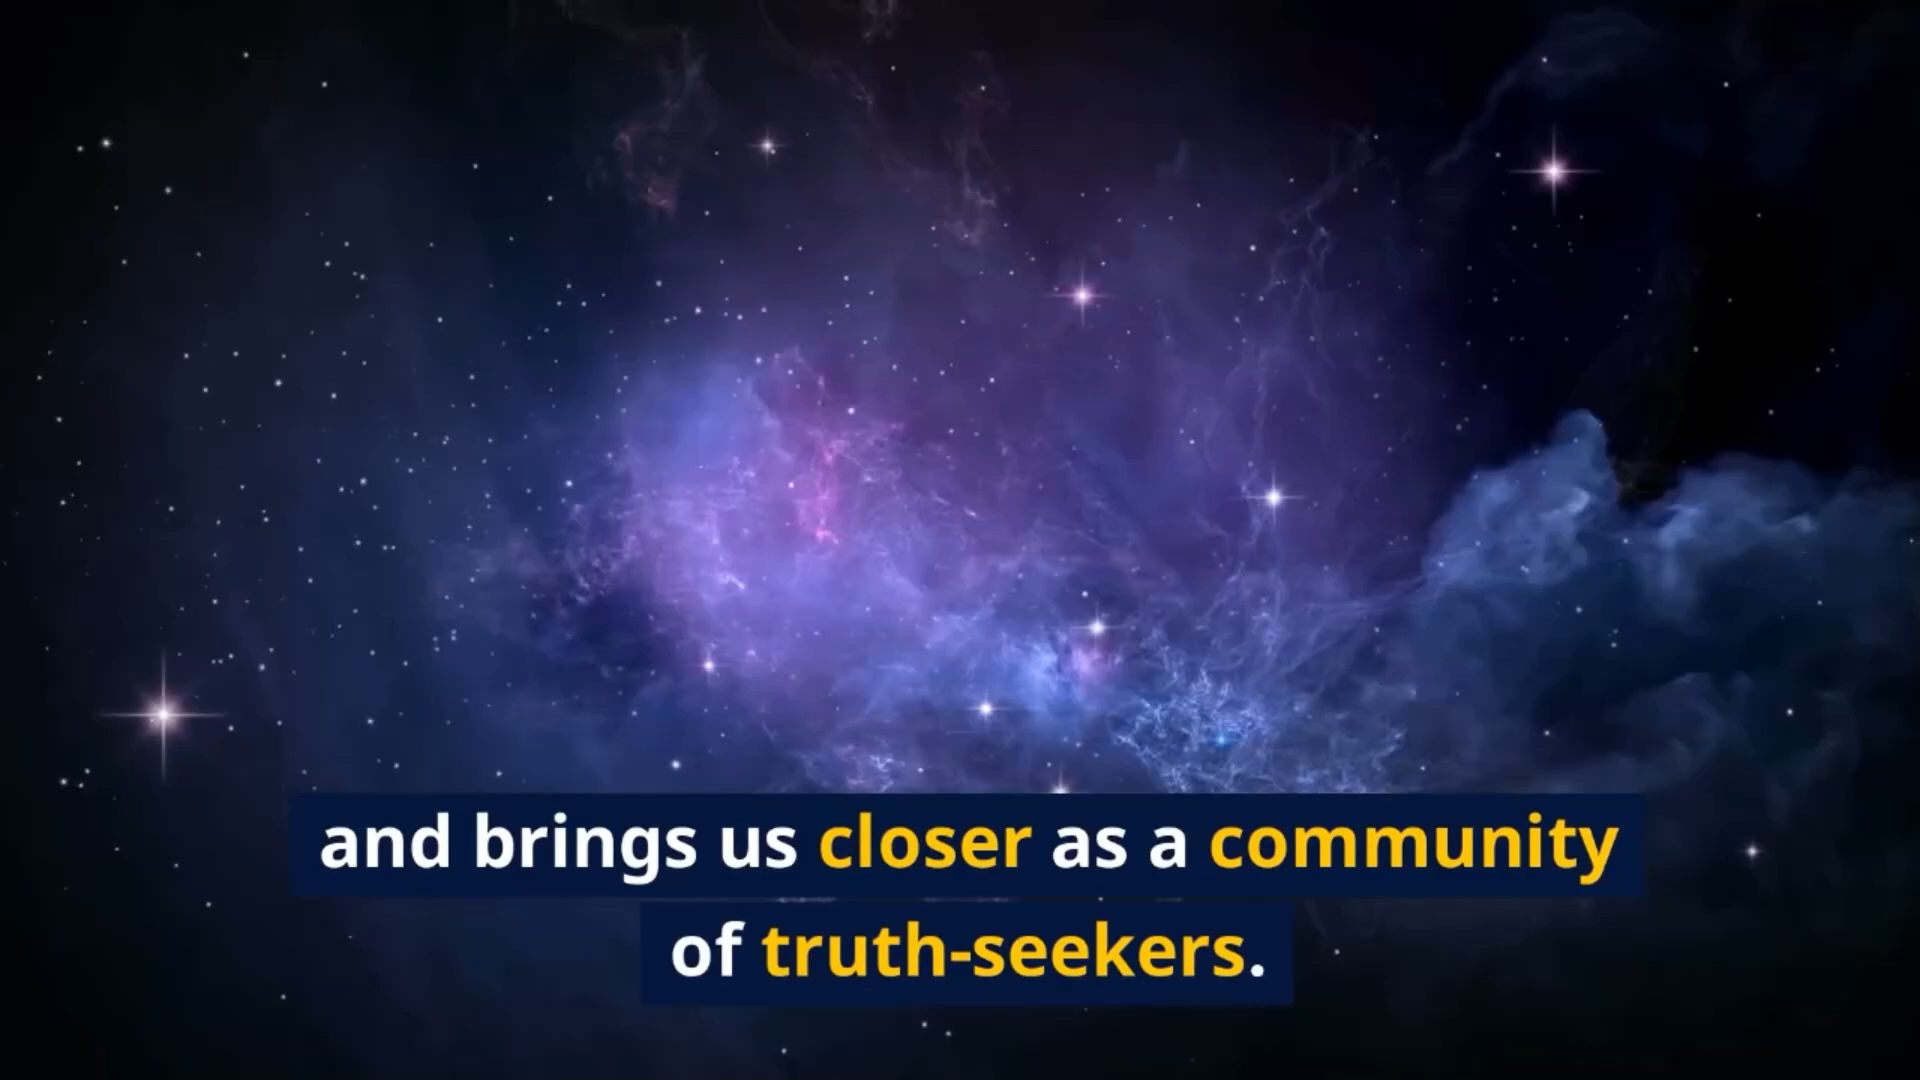 and brings us closer as a community
of truth-seekers.